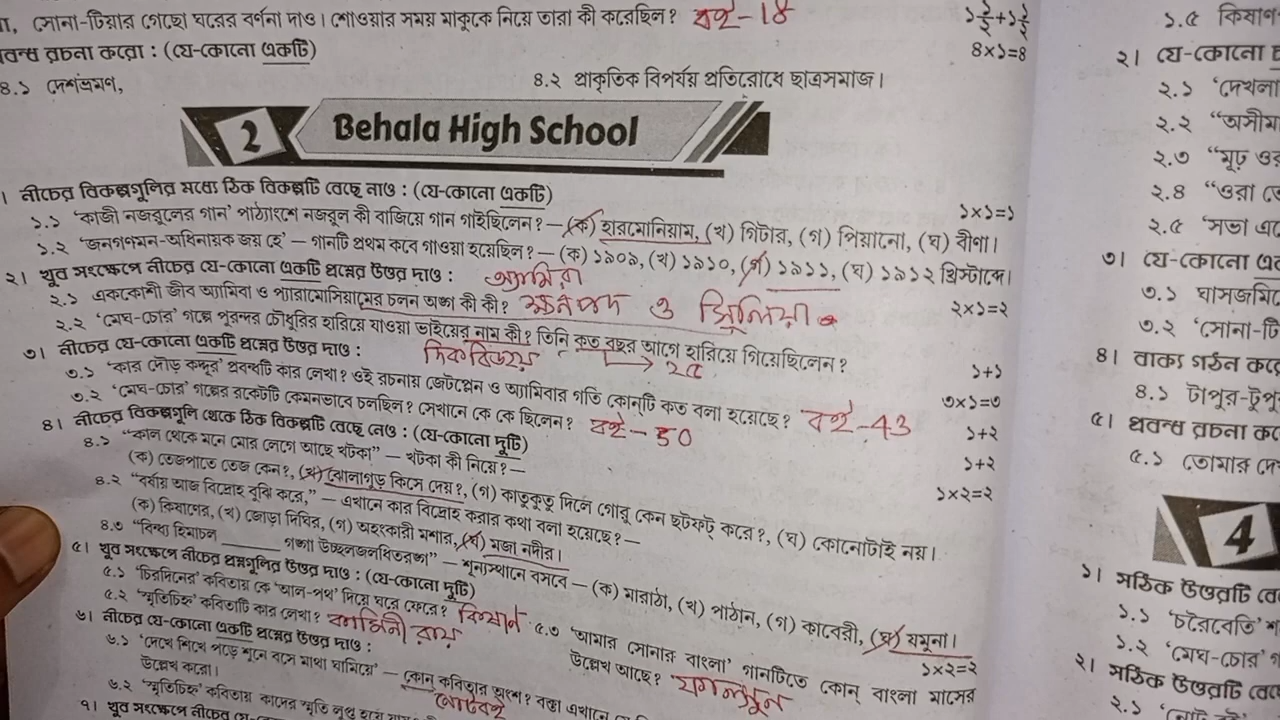 সোনা-টিয়ার গেছো ঘরের বর্ণনা দাও। শোওয়ার সময় মাকুকে নিয়ে তারা কী করেছিল? বই - 18 ১½+১½
রচনা করো : (যে-কোনো একটি) ৪×১=৪
৪.১ দেশভ্রমণ, ৪.২ প্রাকৃতিক বিপর্যয় প্রতিরোধে ছাত্রসমাজ।
2 Behala High School
। নীচের বিকল্পগুলির মধ্যে ঠিক বিকল্পটি বেছে নাও : (যে-কোনো একটি) ১×১=১
১.১ ‘কাজী নজরুলের গান’ পাঠ্যাংশে নজরুল কী বাজিয়ে গান গাইছিলেন? — (ক) হারমোনিয়াম, (খ) গিটার, (গ) পিয়ানো, (ঘ) বীণা।
১.২ ‘জনগণমন-অধিনায়ক জয় হে’ — গানটি প্রথম কবে গাওয়া হয়েছিল? — (ক) ১৯০৯, (খ) ১৯১০, (গ) ১৯১১, (ঘ) ১৯১২ খ্রিস্টাব্দে।
২। খুব সংক্ষেপে নীচের যে-কোনো একটি প্রশ্নের উত্তর দাও : অ্যামিবা ২×১=২
২.১ এককোশী জীব অ্যামিবা ও প্যারামোসিয়ামের চলন অঙ্গ কী কী? ক্ষনপদ ও সিলিয়া
২.২ ‘মেঘ-চোর’ গল্পে পুরন্দর চৌধুরির হারিয়ে যাওয়া ভাইয়ের নাম কী? তিনি কত বছর আগে হারিয়ে গিয়েছিলেন? ১+১
দিকবিজয় → ২৫
৩। নীচের যে-কোনো একটি প্রশ্নের উত্তর দাও : ৩×১=৩
৩.১ ‘কার দৌড় কদ্দূর’ প্রবন্ধটি কার লেখা? ওই রচনায় জেটপ্লেন ও অ্যামিবার গতি কোন্‌টি কত বলা হয়েছে? বই - 43 ১+২
৩.২ ‘মেঘ-চোর’ গল্পের রকেটটি কেমনভাবে চলছিল? সেখানে কে কে ছিলেন? বই - 50 ১+২
৪। নীচের বিকল্পগুলি থেকে ঠিক বিকল্পটি বেছে নেও : (যে-কোনো দুটি) ১×২=২
৪.১ “কাল থেকে মনে মোর লেগে আছে খটকা” — খটকা কী নিয়ে? —
(ক) তেজপাতে তেজ কেন?, (খ) ঝোলাগুড় কিসে দেয়?, (গ) কাতুকুতু দিলে গোরু কেন ছটফট্ করে?, (ঘ) কোনোটাই নয়।
৪.২ “বর্ষায় আজ বিদ্রোহ বুঝি করে,” — এখানে কার বিদ্রোহ করার কথা বলা হয়েছে? —
(ক) কিষাণের, (খ) জোড়া দিঘির, (গ) অহংকারী মশার, (ঘ) মজা নদীর।
৪.৩ “বিন্ধ্য হিমাচল ______ গঙ্গা উচ্ছলজলধিতরঙ্গ” — শূন্যস্থানে বসবে — (ক) মারাঠা, (খ) পাঠান, (গ) কাবেরী, (ঘ) যমুনা।
৫। খুব সংক্ষেপে নীচের প্রশ্নগুলির উত্তর দাও : (যে-কোনো দুটি) ১×২=২
৫.১ ‘চিরদিনের’ কবিতায় কে ‘আল-পথ’ দিয়ে ঘরে ফেরে? কিষাণ
৫.২ ‘স্মৃতিচিহ্ন’ কবিতাটি কার লেখা? কামিনী রায়
৫.৩ ‘আমার সোনার বাংলা’ গানটিতে কোন্ বাংলা মাসের উল্লেখ আছে?
৬। নীচের যে-কোনো একটি প্রশ্নের উত্তর দাও :
৬.১ ‘দেখে শিখে পড়ে শুনে বসে মাথা ঘামিয়ে’ — কোন্ কবিতার অংশ? বক্তা এখানে
উল্লেখ করো। নোটবই
৬.২ ‘স্মৃতিচিহ্ন’ কবিতায় কাদের স্মৃতি লুপ্ত হয়ে
৭। খুব সংক্ষেপে নীচের
১.৫ কিষাণ
২। যে-কোনো
২.১ ‘দেখলা
২.২ “অসীম
২.৩ “মূঢ় ওর
২.৪ “ওরা
২.৫ ‘সভা
৩। যে-কোনো
৩.১ ঘাসজমি
৩.২ ‘সোনা-টি
৪। বাক্য গঠন
৪.১ টাপুর-টুপু
৫। প্রবন্ধ রচনা
৫.১ তোমার
4
১। সঠিক উত্তরটি
১.১ ‘চরৈবেতি’
১.২ ‘মেঘ-চোর’
২। সঠিক উত্তরটি
২.১